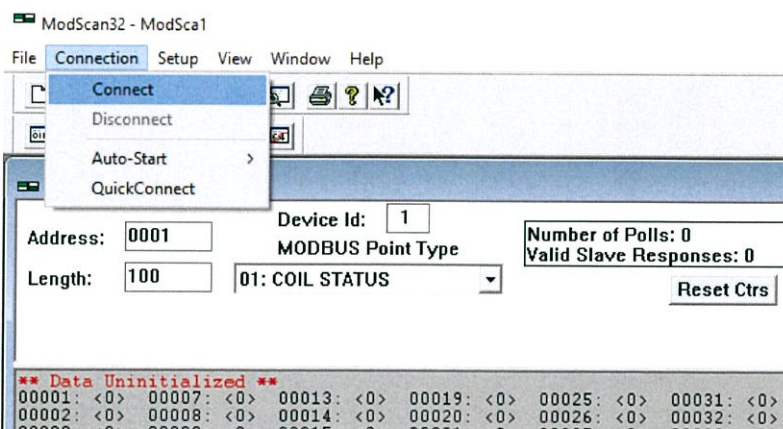 ModScan32 - ModSca1
File Connection Setup View Window Help
Connect
Disconnect
Auto-Start >
QuickConnect
Address: 0001
Device Id: 1
MODBUS Point Type
Length: 100
01: COIL STATUS
Number of Polls: 0
Valid Slave Responses: 0
Reset Ctrs
** Data Uninitialized **
00001: <0> 00007: <0> 00013: <0> 00019: <0> 00025: <0> 00031: <0>
00002: <0> 00008: <0> 00014: <0> 00020: <0> 00026: <0> 00032: <0>